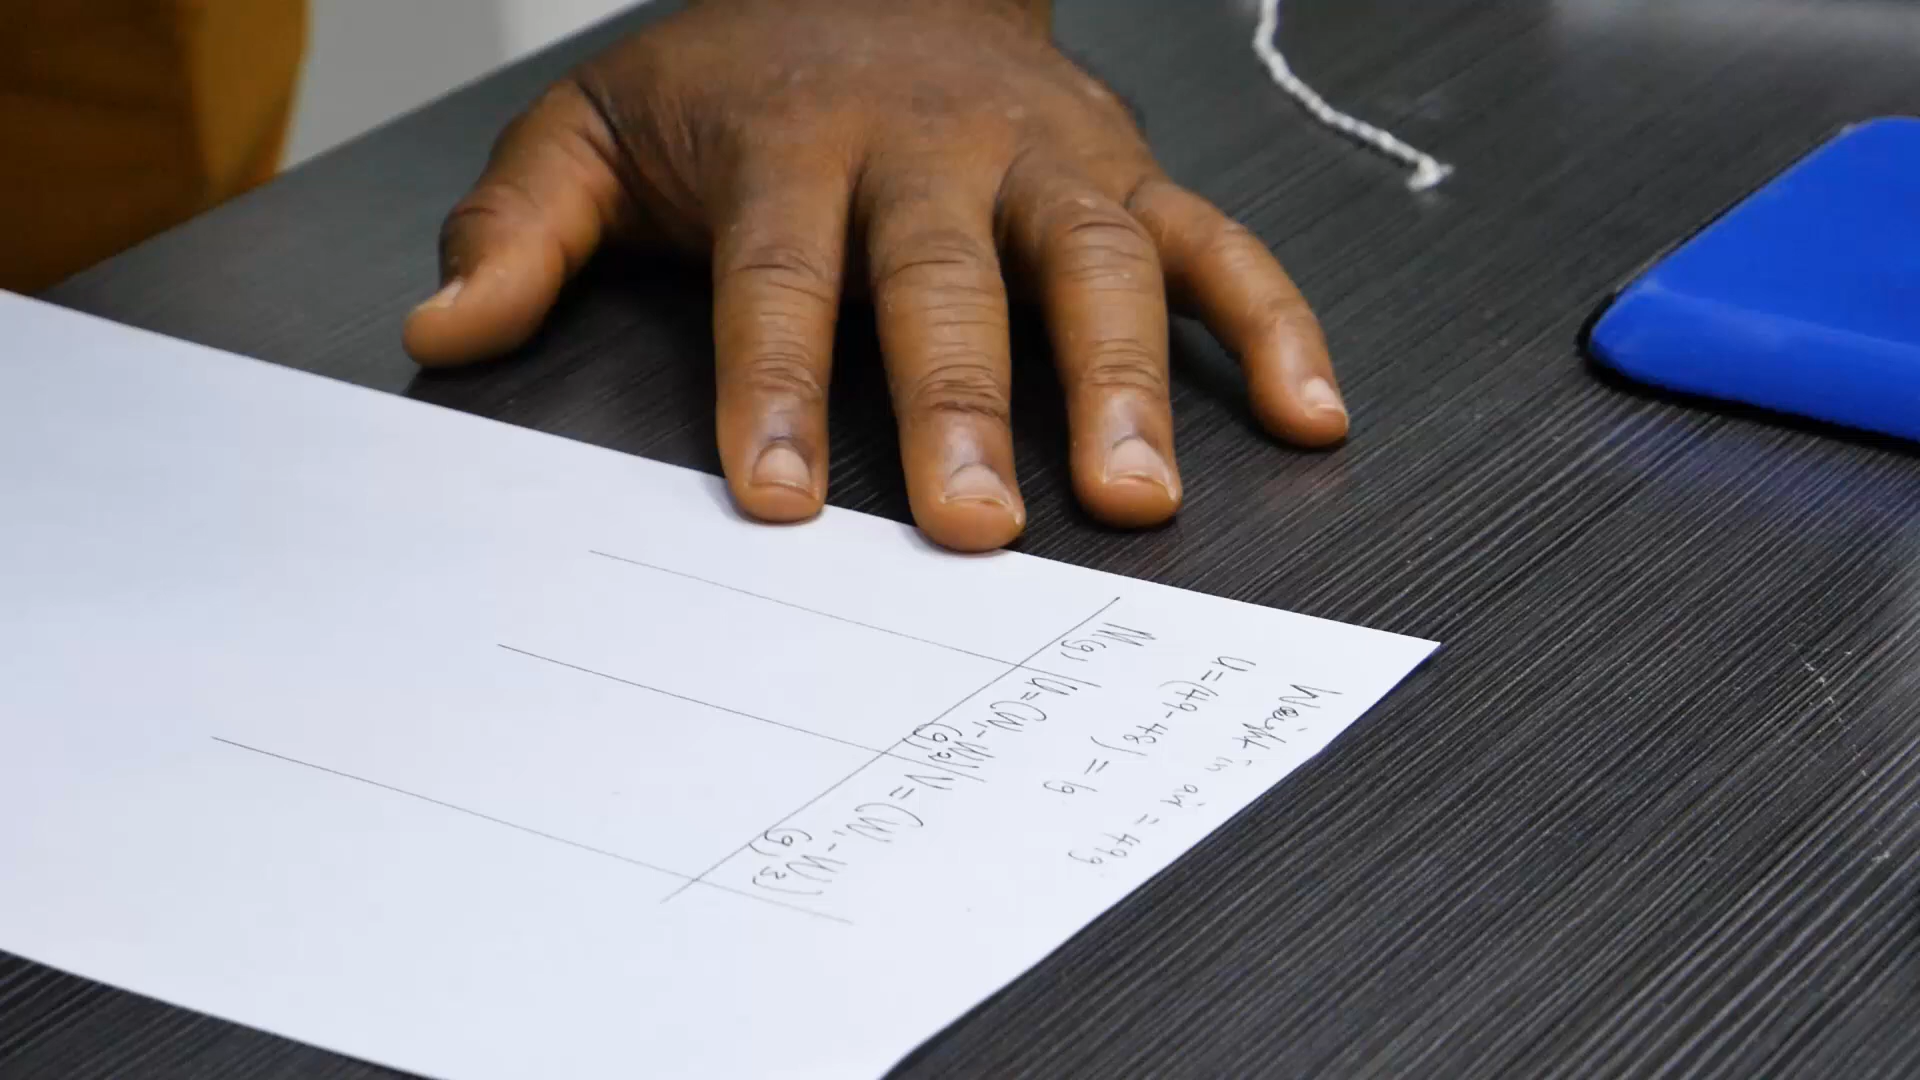 Weight in air = 49g
U = (49 - 48) = 1g
M(g) | U = (W₁ - W₂) | V = (W₁ - W₃) |
(g) (g)